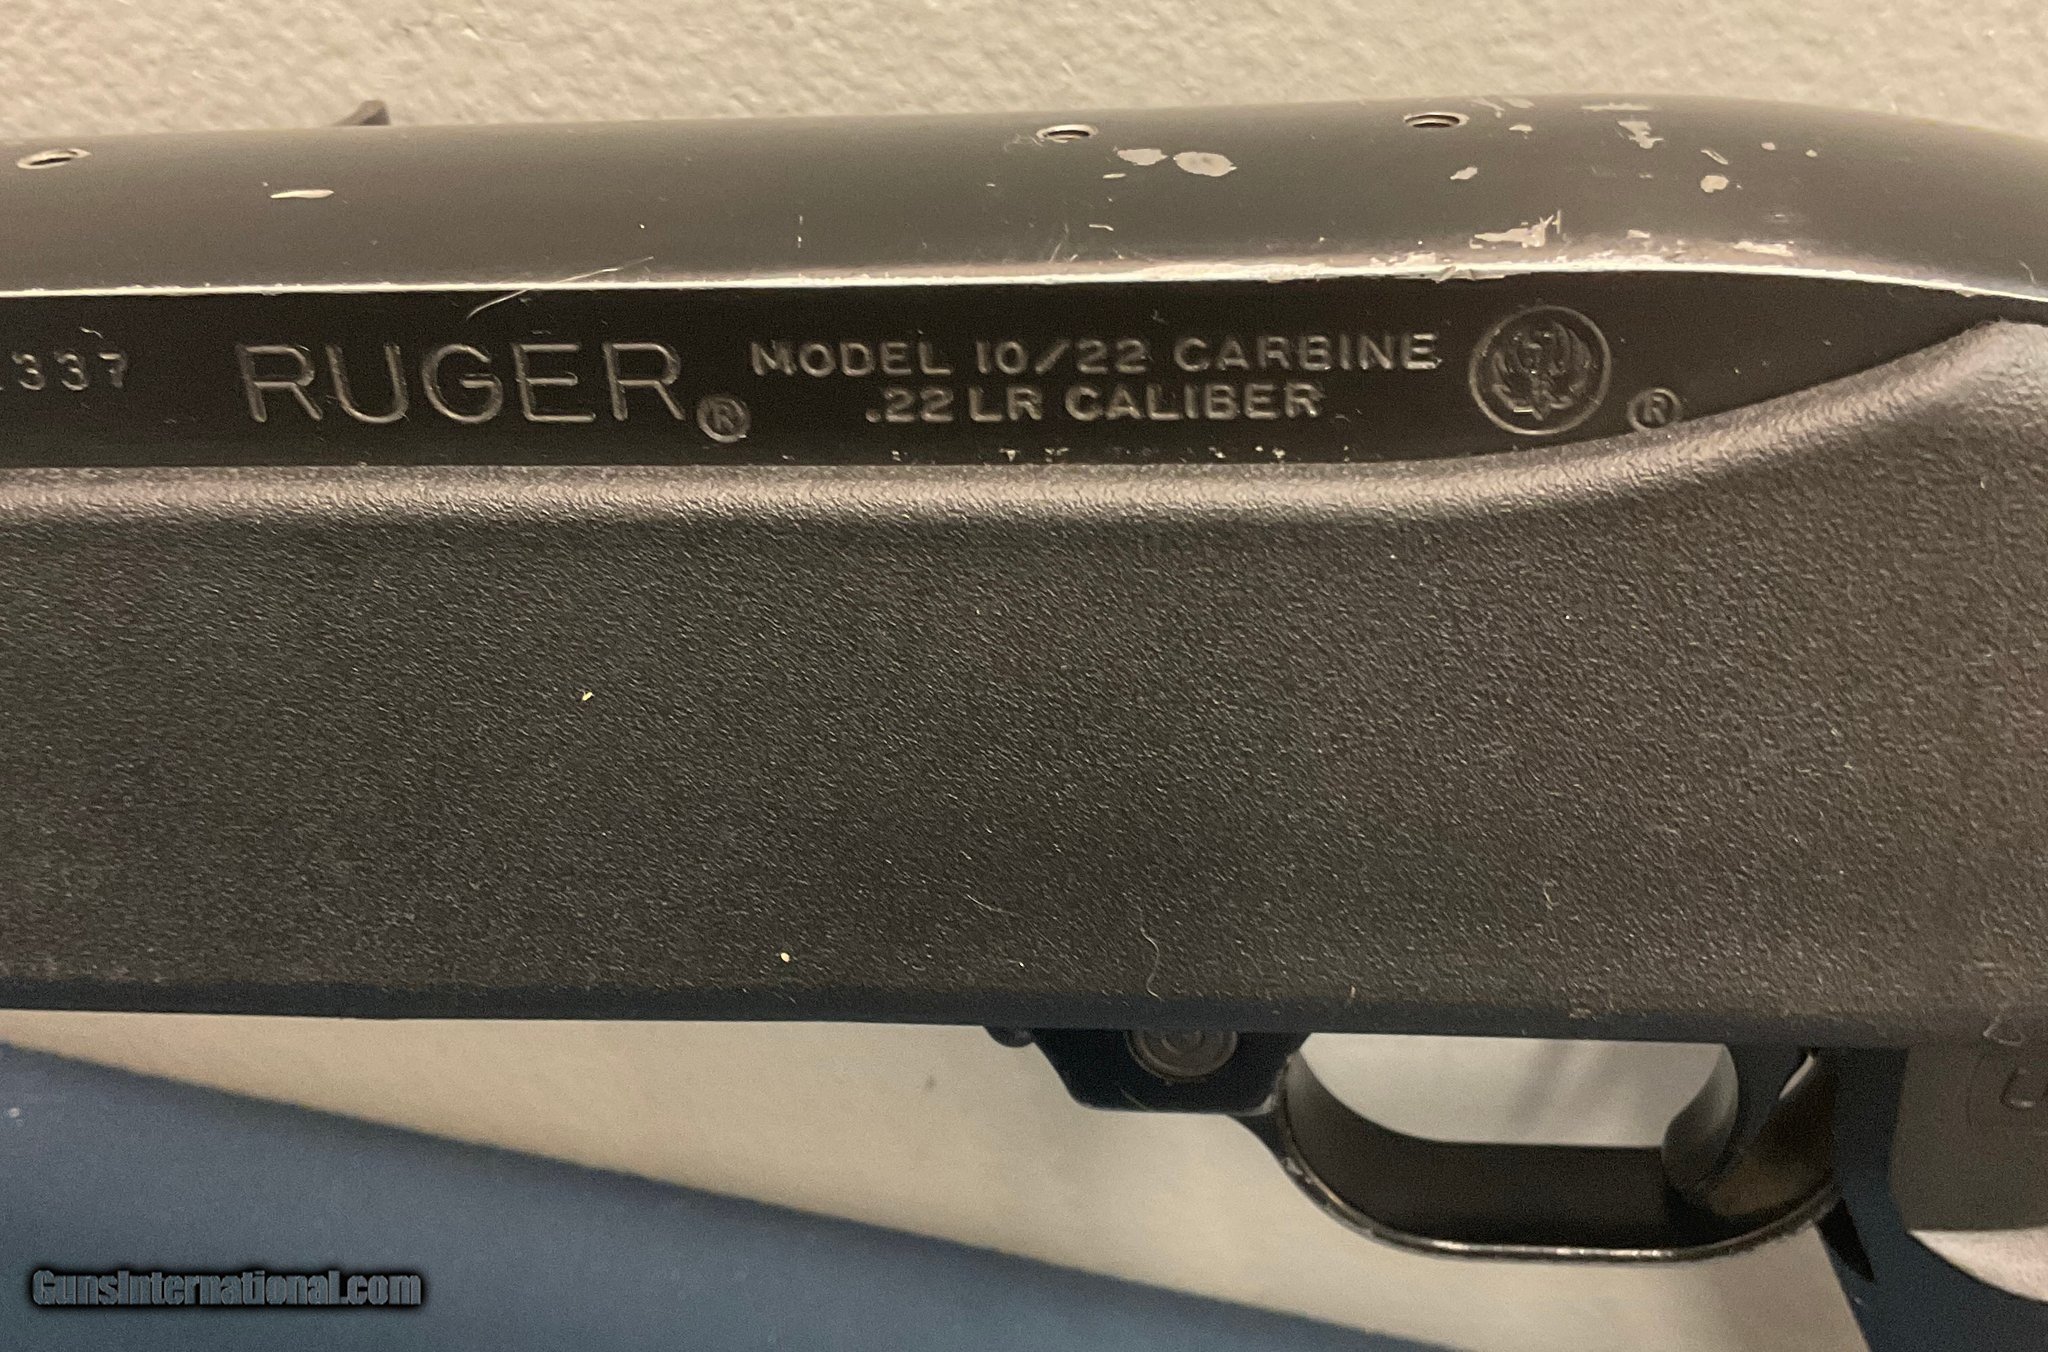 337
RUGER®
MODEL 10/22 CARBINE
.22 LR CALIBER
®
GunsInternational.com